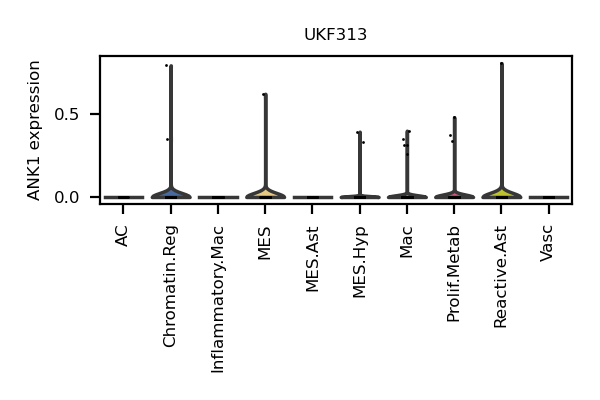 UKF313
ANK1 expression
0.5
0.0
AC
Chromatin.Reg
Inflammatory.Mac
MES
MES.Ast
MES.Hyp
Mac
Prolif.Metab
Reactive.Ast
Vasc